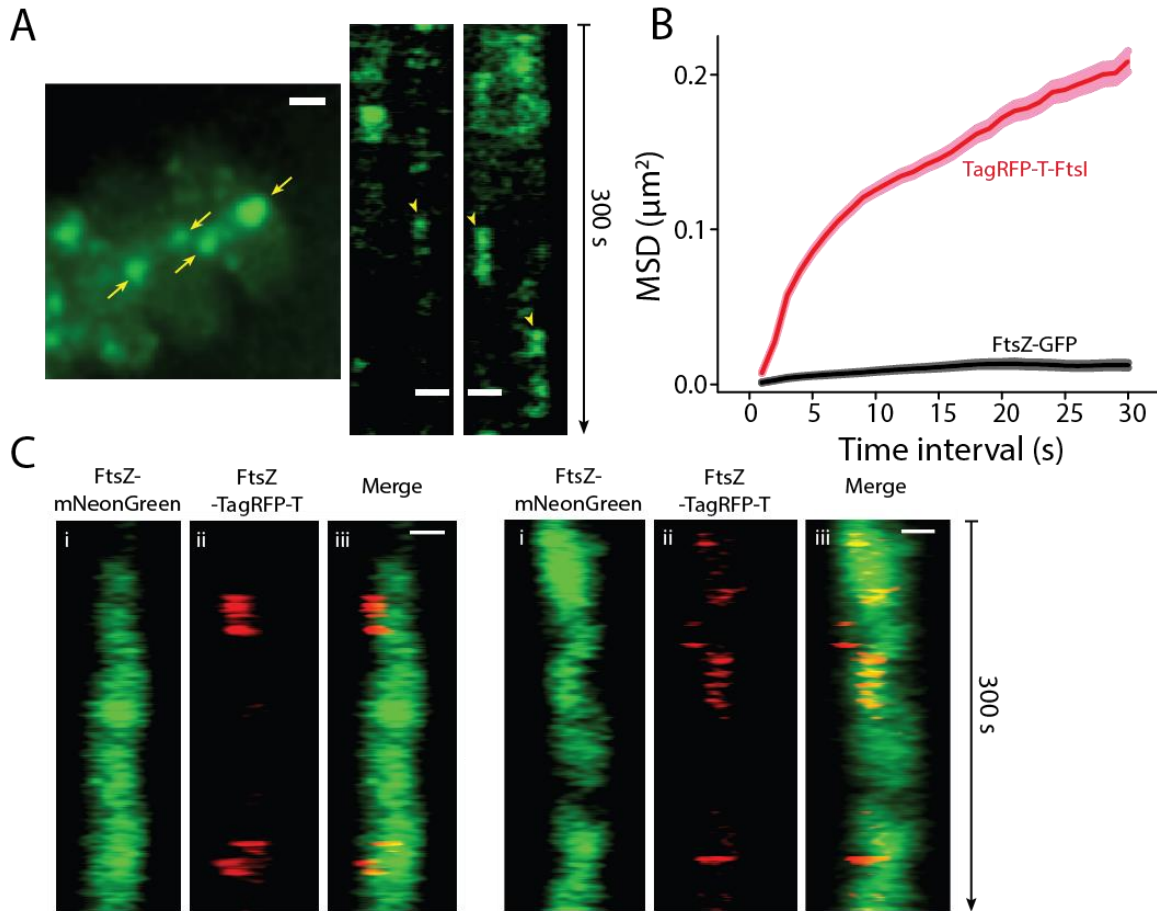 A
300 s
B
MSD (µm²)
0.2
0.1
0.0
TagRFP-T-FtsI
FtsZ-GFP
0 5 10 15 20 25 30
Time interval (s)
C
FtsZ-
mNeonGreen
FtsZ
-TagRFP-T
Merge
i
ii
iii
FtsZ-
mNeonGreen
FtsZ
-TagRFP-T
Merge
i
ii
iii
300 s